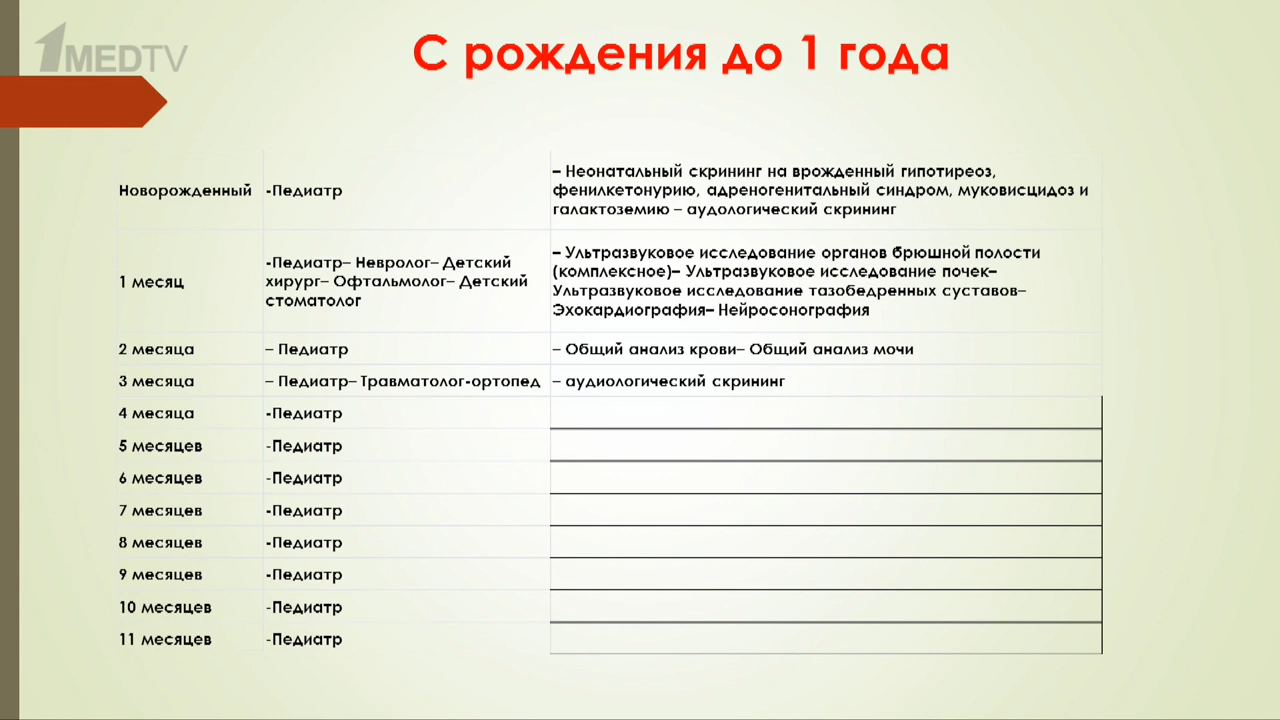 1MEDTV
С рождения до 1 года
Новорожденный
-Педиатр
– Неонатальный скрининг на врожденный гипотиреоз,
фенилкетонурию, адреногенитальный синдром, муковисцидоз и
галактоземию – аудологический скрининг
1 месяц
-Педиатр– Невролог– Детский
хирург– Офтальмолог– Детский
стоматолог
– Ультразвуковое исследование органов брюшной полости
(комплексное)– Ультразвуковое исследование почек–
Ультразвуковое исследование тазобедренных суставов–
Эхокардиография– Нейросонография
2 месяца
– Педиатр
– Общий анализ крови– Общий анализ мочи
3 месяца
– Педиатр– Травматолог-ортопед
– аудиологический скрининг
4 месяца
-Педиатр
5 месяцев
-Педиатр
6 месяцев
-Педиатр
7 месяцев
-Педиатр
8 месяцев
-Педиатр
9 месяцев
-Педиатр
10 месяцев
-Педиатр
11 месяцев
-Педиатр